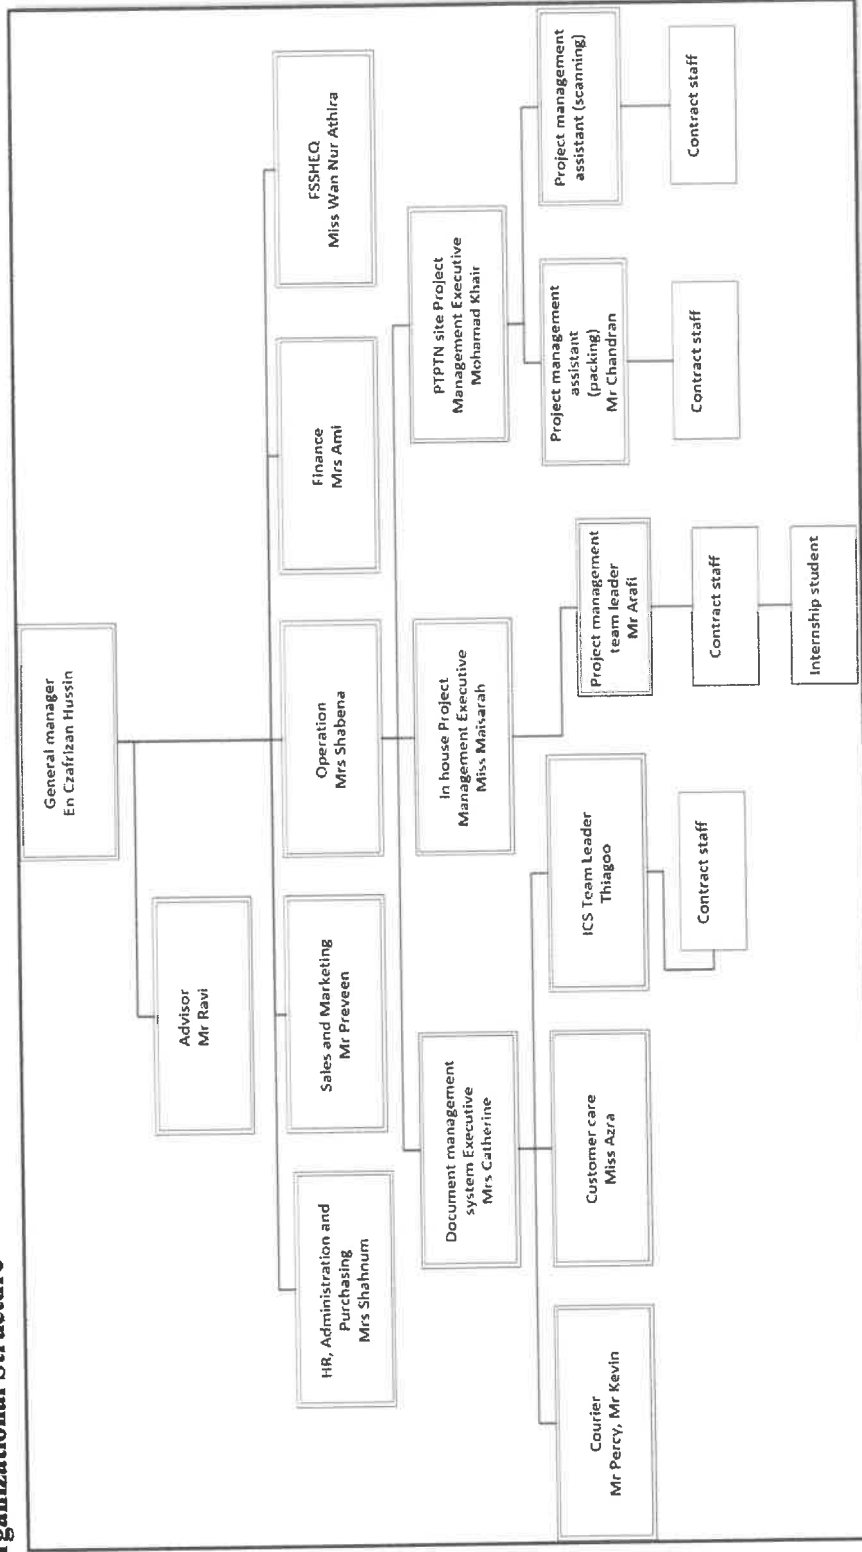 rganizational Structure
General manager
En Czafrizan Hussin
Advisor
Mr Ravi
HR, Administration and
Purchasing
Mrs Shahnum
Sales and Marketing
Mr Preveen
Operation
Mrs Shabena
Finance
Mrs Ami
FSSHEQ
Miss Wan Nur Athira
Document management
system Executive
Mrs Catherine
In house Project
Management Executive
Miss Maisarah
PTPTN site Project
Management Executive
Mohamad Khair
Courier
Mr Percy, Mr Kevin
Customer care
Miss Azra
ICS Team Leader
Thiagoo
Contract staff
Project management
team leader
Mr Arafi
Contract staff
Internship student
Project management
assistant
(packing)
Mr Chandran
Contract staff
Project management
assistant (scanning)
Contract staff